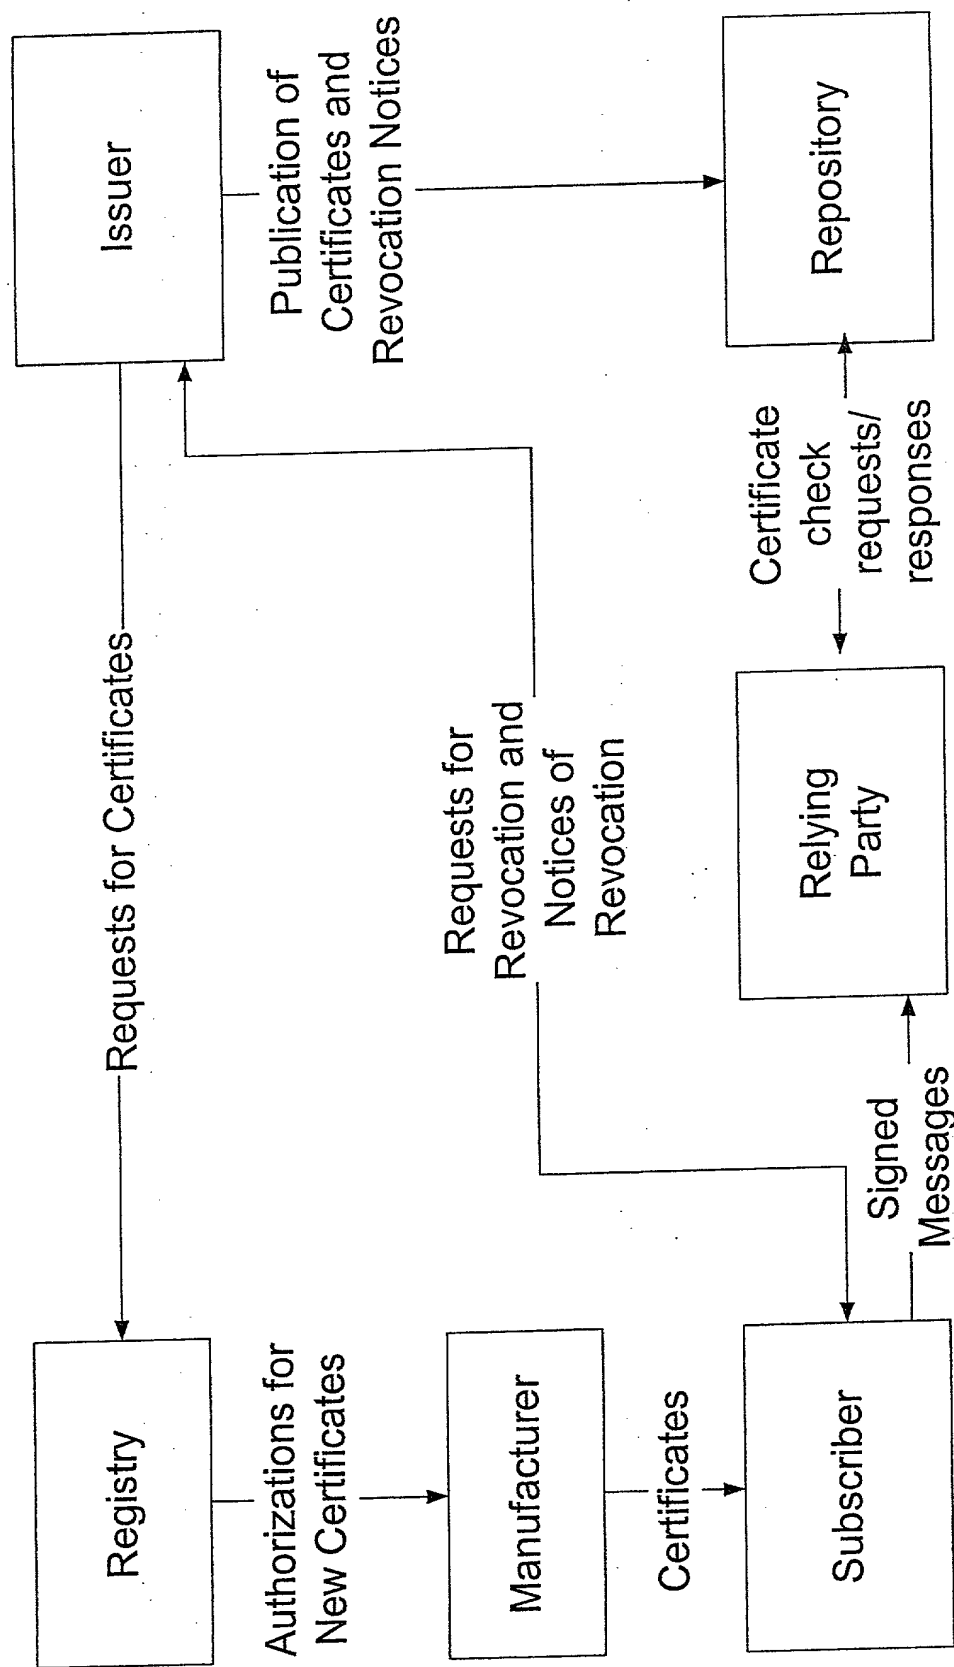 Registry
Requests for Certificates
Issuer
Authorizations for
New Certificates
Publication of
Certificates and
Revocation Notices
Manufacturer
Requests for
Revocation and
Notices of
Revocation
Certificates
Subscriber
Signed
Messages
Relying
Party
Certificate
check
requests/
responses
Repository